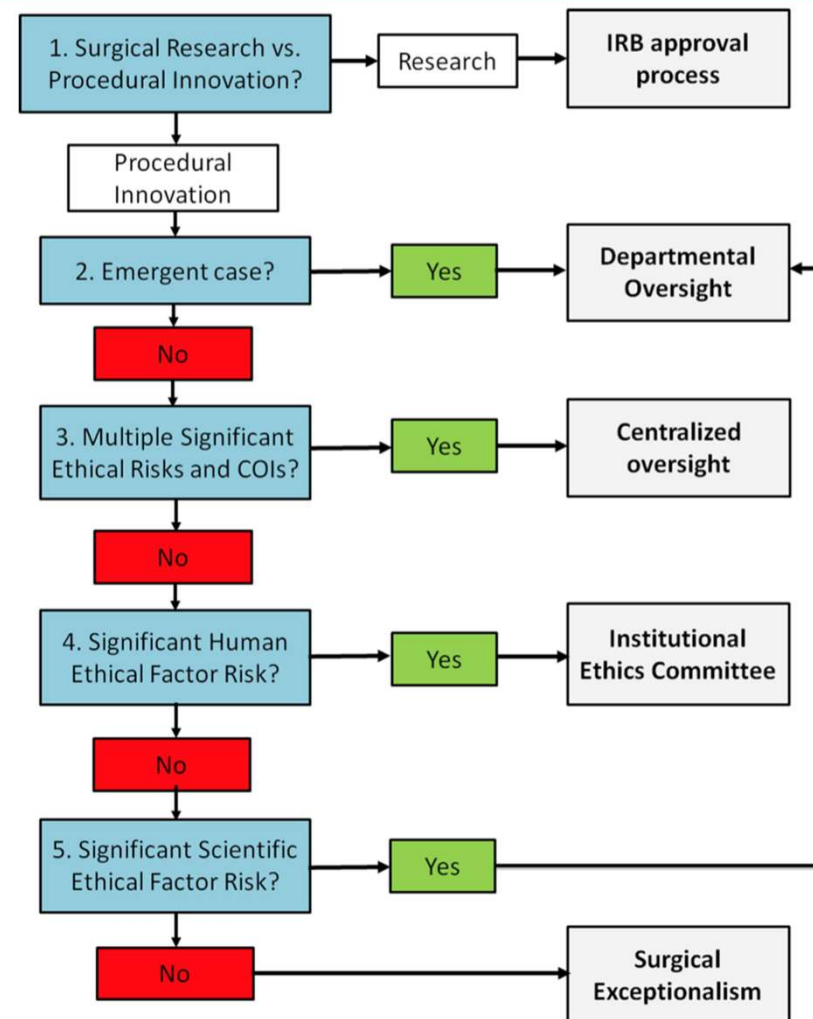 1. Surgical Research vs.
Procedural Innovation?
Research
IRB approval
process
Procedural
Innovation
2. Emergent case?
Yes
Departmental
Oversight
No
3. Multiple Significant
Ethical Risks and COIs?
Yes
Centralized
oversight
No
4. Significant Human
Ethical Factor Risk?
Yes
Institutional
Ethics Committee
No
5. Significant Scientific
Ethical Factor Risk?
Yes
No
Surgical
Exceptionalism